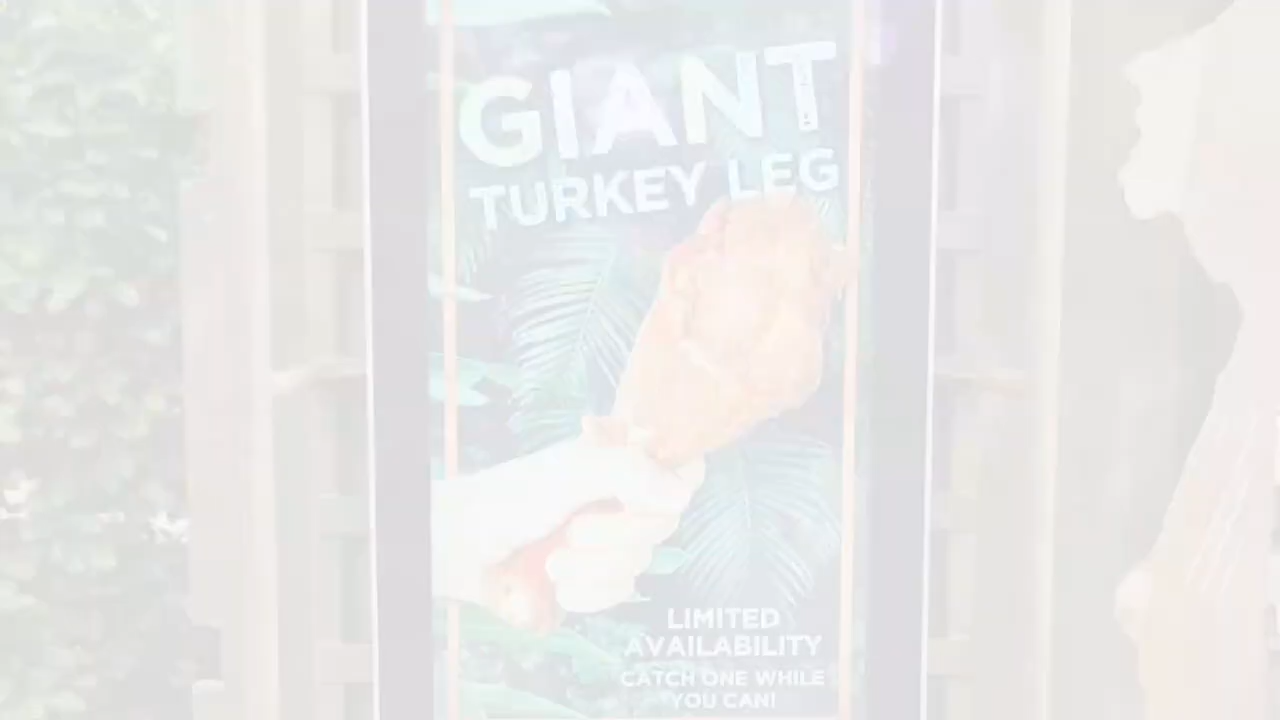 GIANT
TURKEY LEG
LIMITED
AVAILABILITY
CATCH ONE WHILE
YOU CAN!